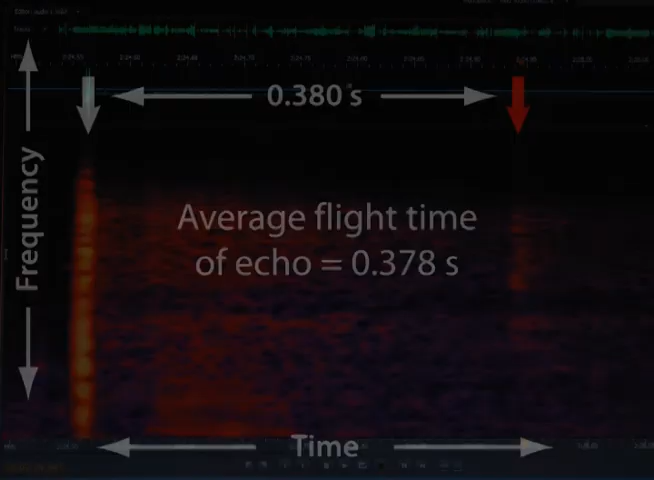 0.380 s
Frequency
Average flight time
of echo = 0.378 s
Time